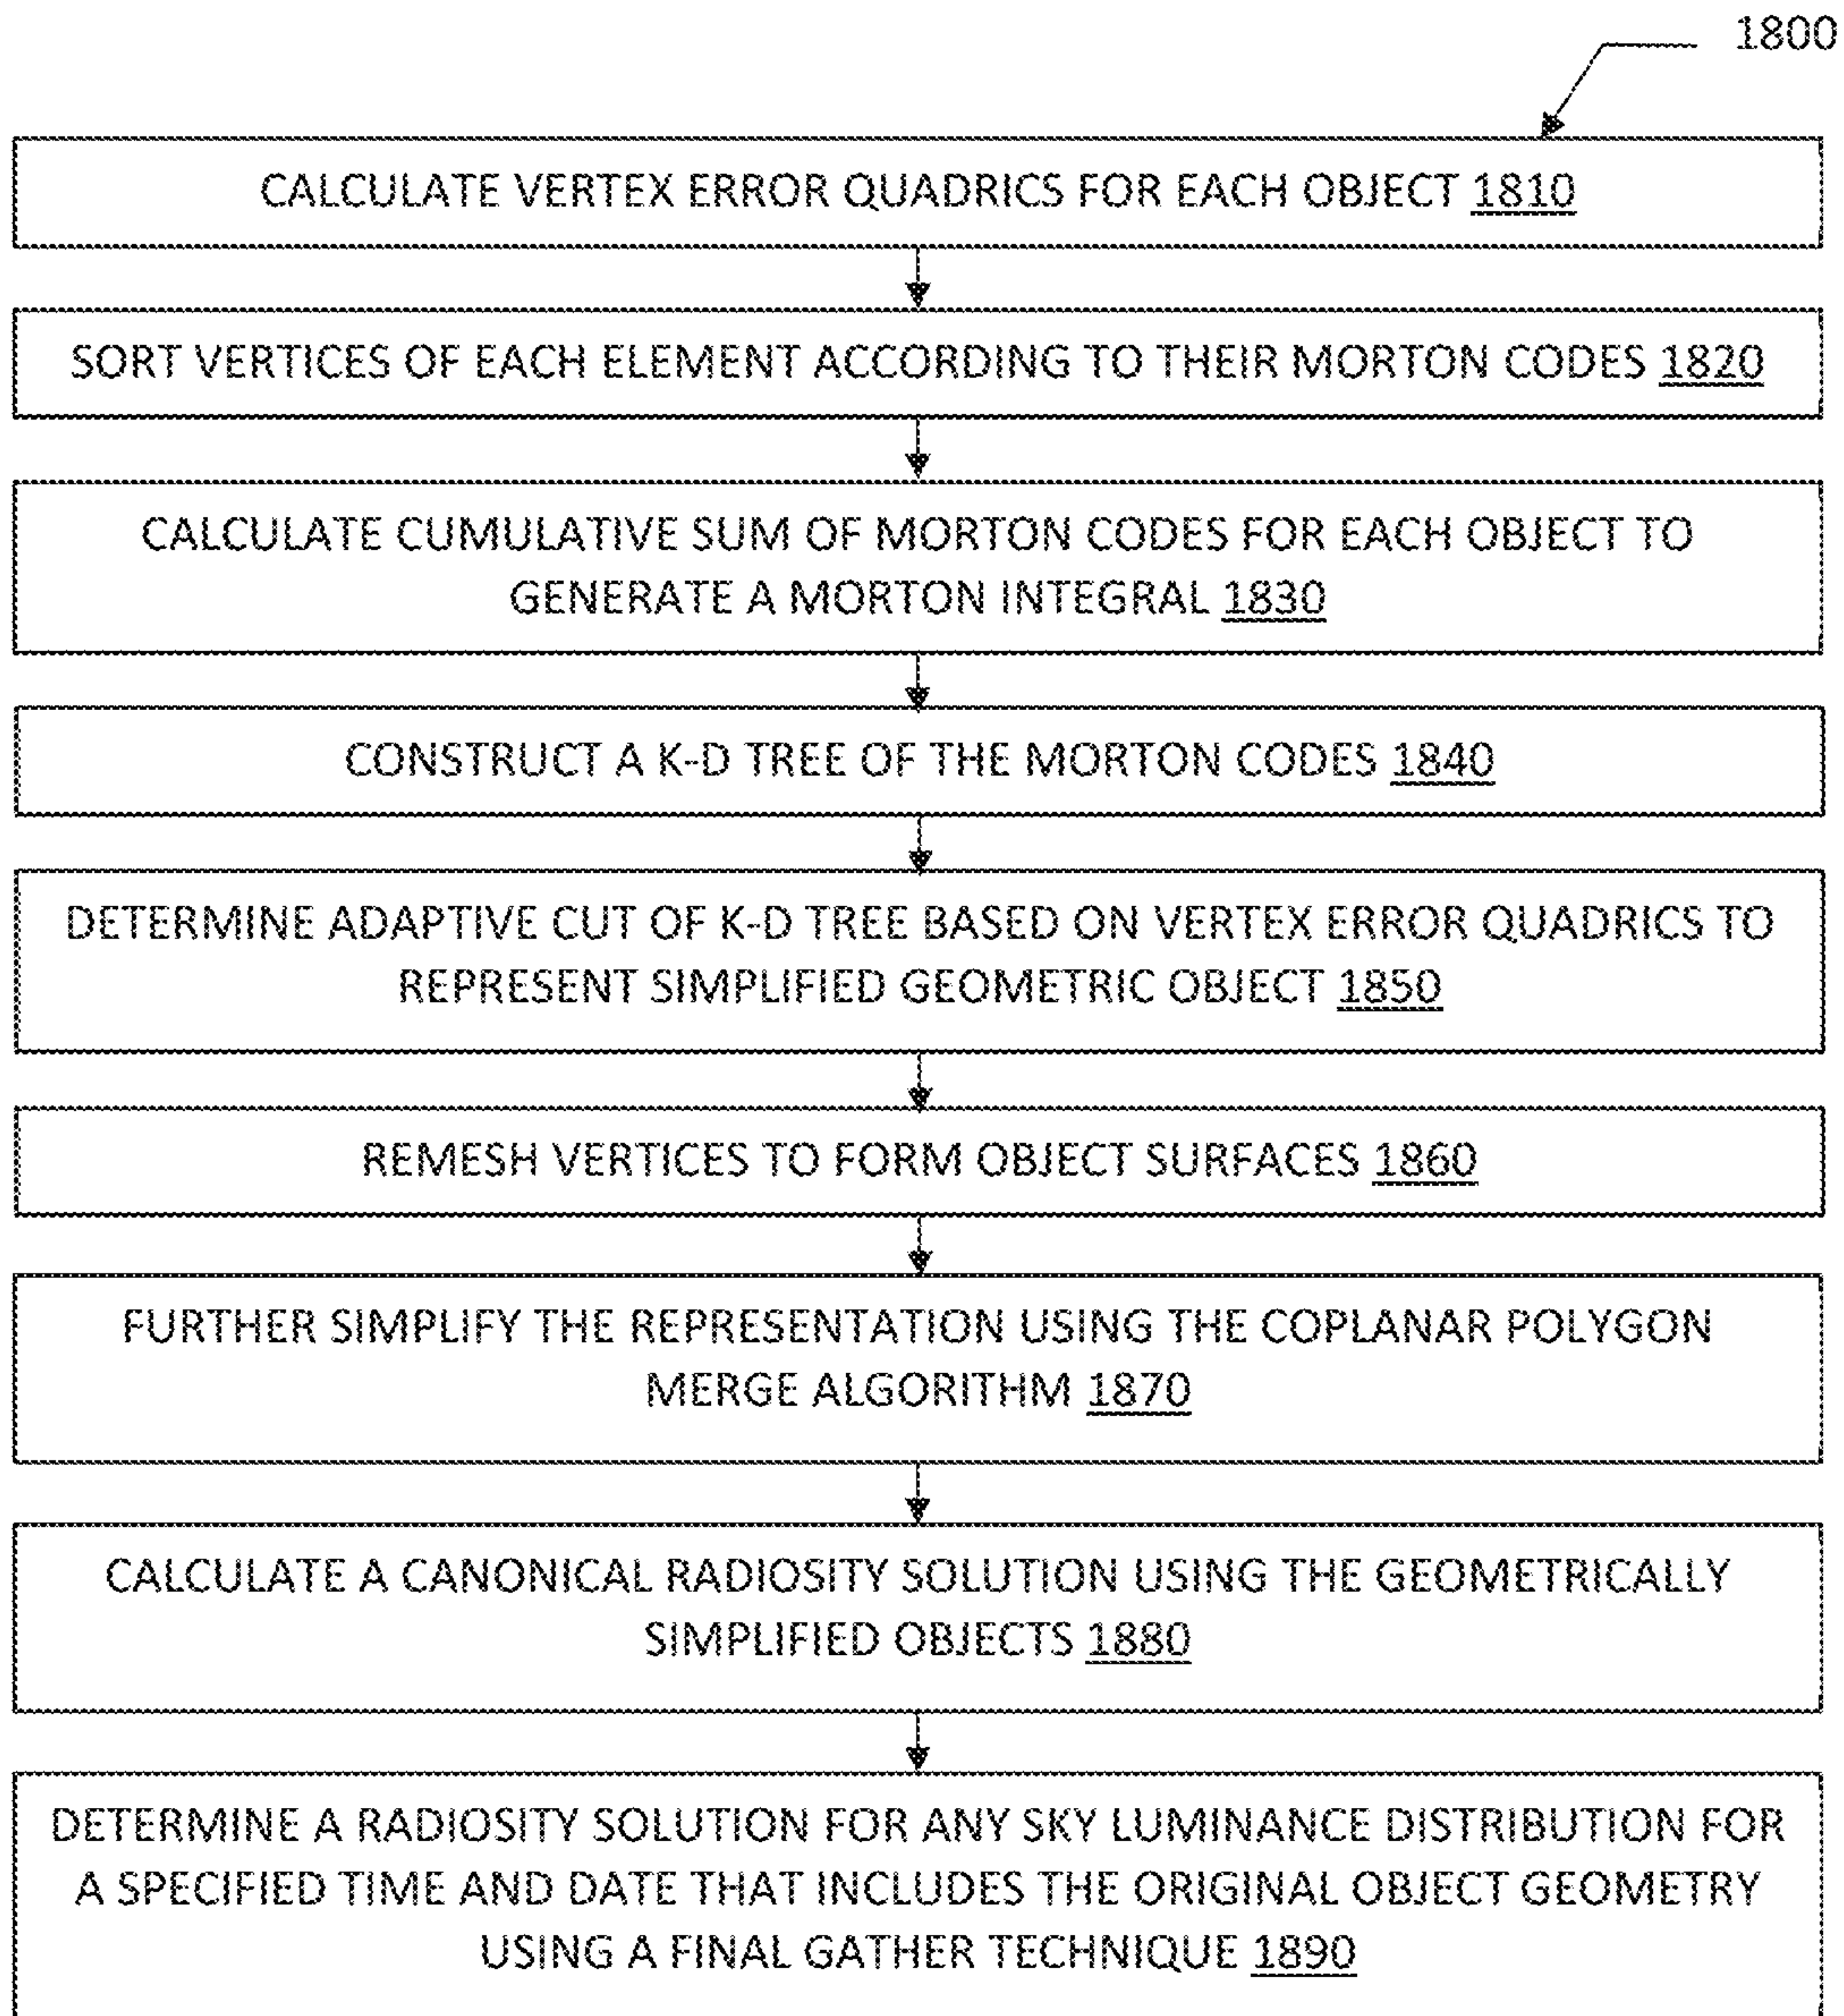 1800
CALCULATE VERTEX ERROR QUADRICS FOR EACH OBJECT 1810
SORT VERTICES OF EACH ELEMENT ACCORDING TO THEIR MORTON CODES 1820
CALCULATE CUMULATIVE SUM OF MORTON CODES FOR EACH OBJECT TO
GENERATE A MORTON INTEGRAL 1830
CONSTRUCT A K-D TREE OF THE MORTON CODES 1840
DETERMINE ADAPTIVE CUT OF K-D TREE BASED ON VERTEX ERROR QUADRICS TO
REPRESENT SIMPLIFIED GEOMETRIC OBJECT 1850
REMESH VERTICES TO FORM OBJECT SURFACES 1860
FURTHER SIMPLIFY THE REPRESENTATION USING THE COPLANAR POLYGON
MERGE ALGORITHM 1870
CALCULATE A CANONICAL RADIOSITY SOLUTION USING THE GEOMETRICALLY
SIMPLIFIED OBJECTS 1880
DETERMINE A RADIOSITY SOLUTION FOR ANY SKY LUMINANCE DISTRIBUTION FOR
A SPECIFIED TIME AND DATE THAT INCLUDES THE ORIGINAL OBJECT GEOMETRY
USING A FINAL GATHER TECHNIQUE 1890